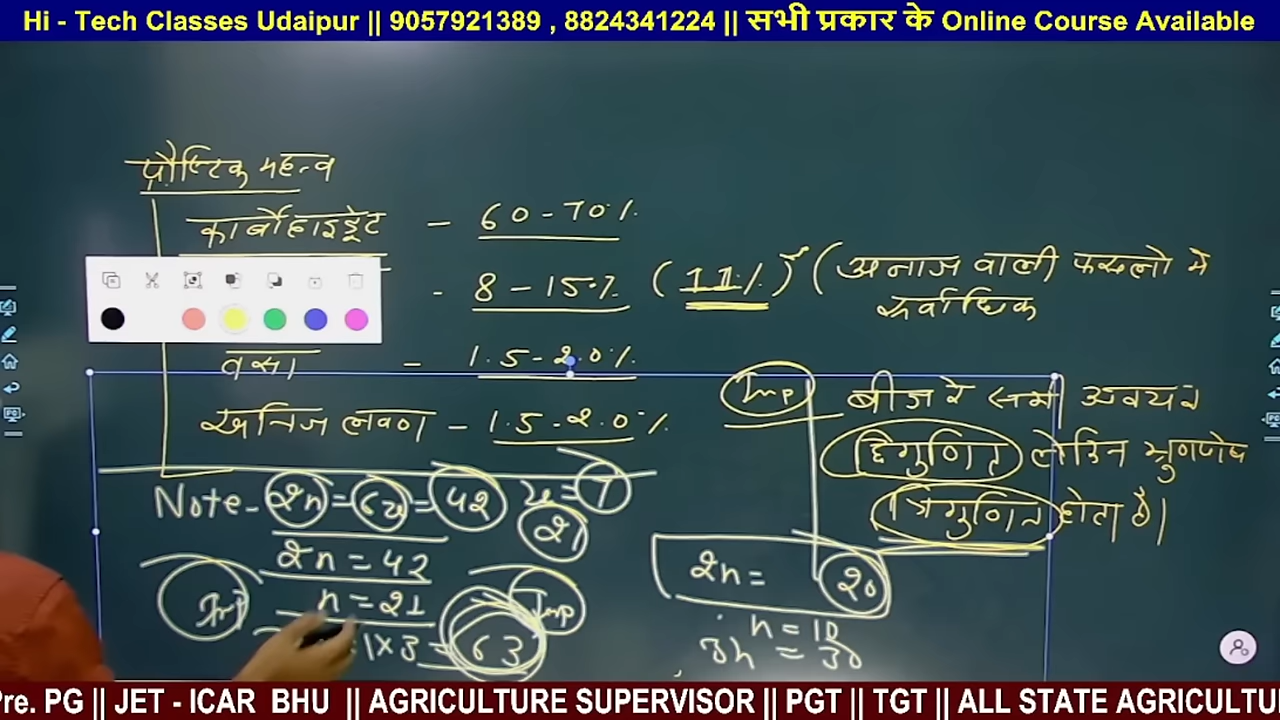 Hi - Tech Classes Udaipur || 9057921389 , 8824341224 || सभी प्रकार के Online Course Available
पौष्टिक महत्व
कार्बोहाइड्रेट - 60-70%
- 8-15% (11%) (अनाज वाली फसलो मे
सर्वाधिक
वसा - 1.5-2.0%
खनिज लवण - 1.5-2.0%
Imp बीज के सभी अवयव
द्विगुणित लेकिन भ्रुणपोष
त्रिगुणित होता है।
Note- 2n = 6x = 42 x = 7
21
2n = 42
Imp n = 21 Imp
1x3 = 63
2n = 20
n = 10
3n = 30
Pre. PG || JET - ICAR BHU || AGRICULTURE SUPERVISOR || PGT || TGT || ALL STATE AGRICULTU